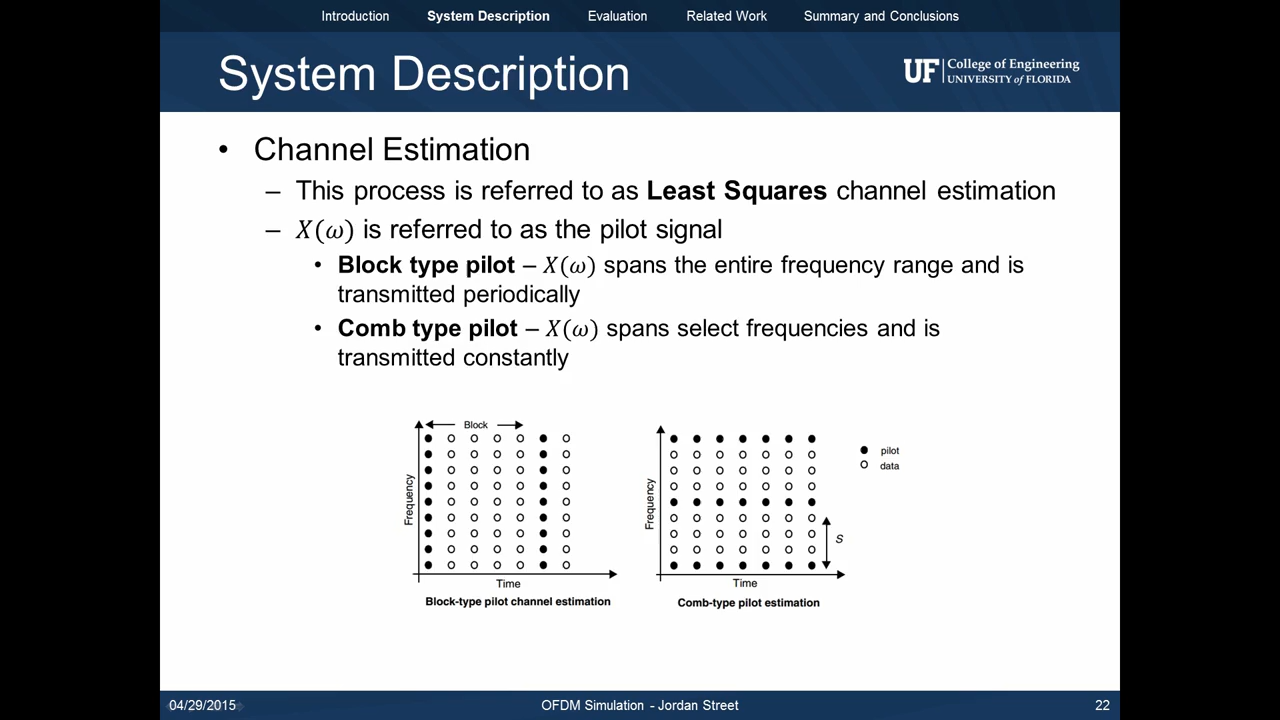 Introduction System Description Evaluation Related Work Summary and Conclusions
System Description
UF College of Engineering
UNIVERSITY of FLORIDA
• Channel Estimation
– This process is referred to as Least Squares channel estimation
– X(ω) is referred to as the pilot signal
• Block type pilot – X(ω) spans the entire frequency range and is
transmitted periodically
• Comb type pilot – X(ω) spans select frequencies and is
transmitted constantly
Block
Frequency
Time
Block-type pilot channel estimation
Frequency
S
Time
Comb-type pilot estimation
pilot
data
04/29/2015 OFDM Simulation - Jordan Street 22